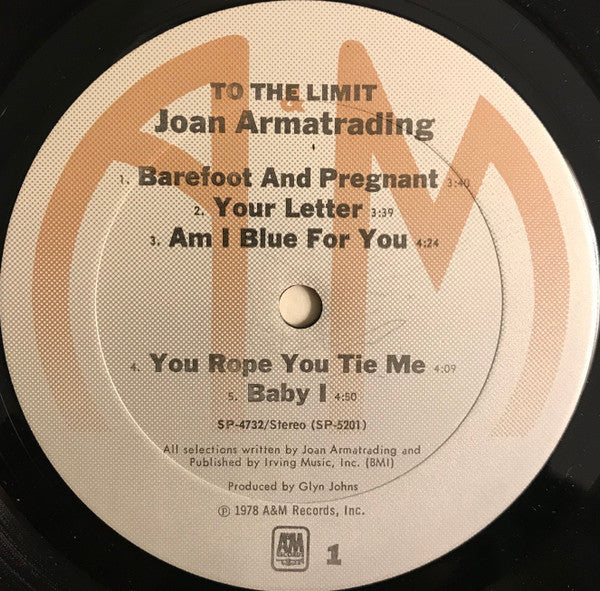 TO THE LIMIT
Joan Armatrading
1. Barefoot And Pregnant 3:40
2. Your Letter 3:39
3. Am I Blue For You 4:24
4. You Rope You Tie Me 4:09
5. Baby I 4:50
SP-4732/Stereo (SP-5201)
All selections written by Joan Armatrading and
Published by Irving Music, Inc. (BMI)
Produced by Glyn Johns
℗ 1978 A&M Records, Inc.
A&M
RECORDS
1
A&M